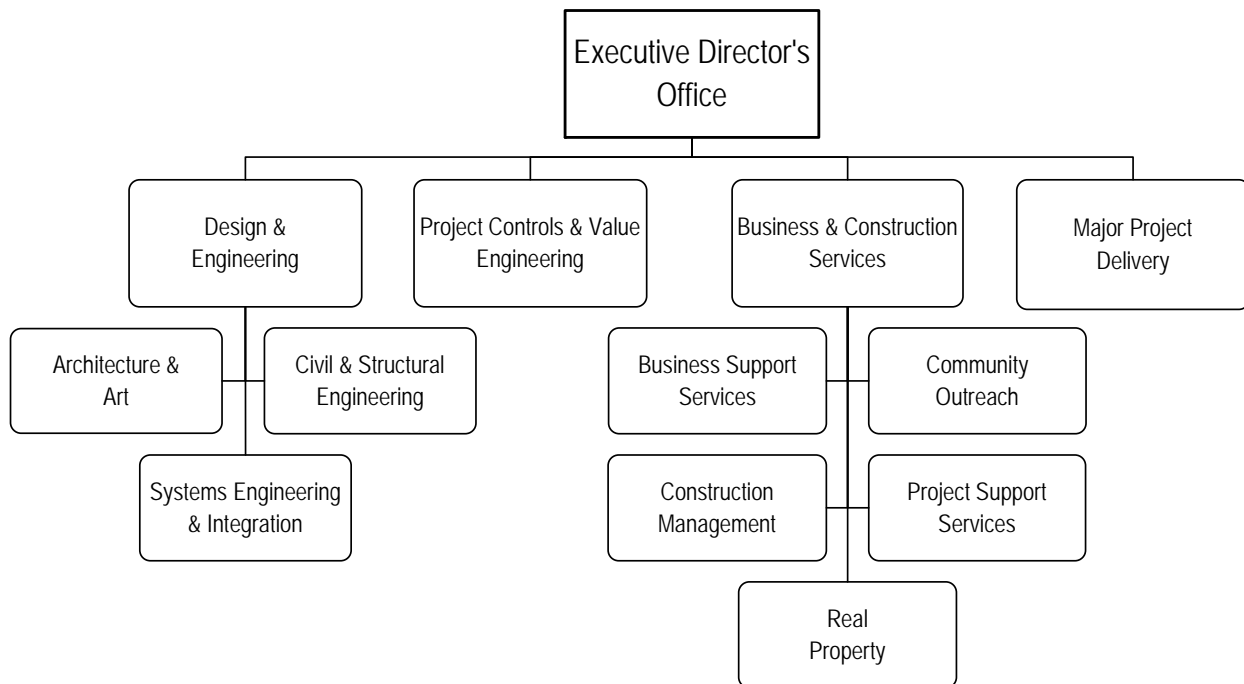 Executive Director's
Office
Design &
Engineering
Project Controls & Value
Engineering
Business & Construction
Services
Major Project
Delivery
Architecture &
Art
Civil & Structural
Engineering
Business Support
Services
Community
Outreach
Systems Engineering
& Integration
Construction
Management
Project Support
Services
Real
Property